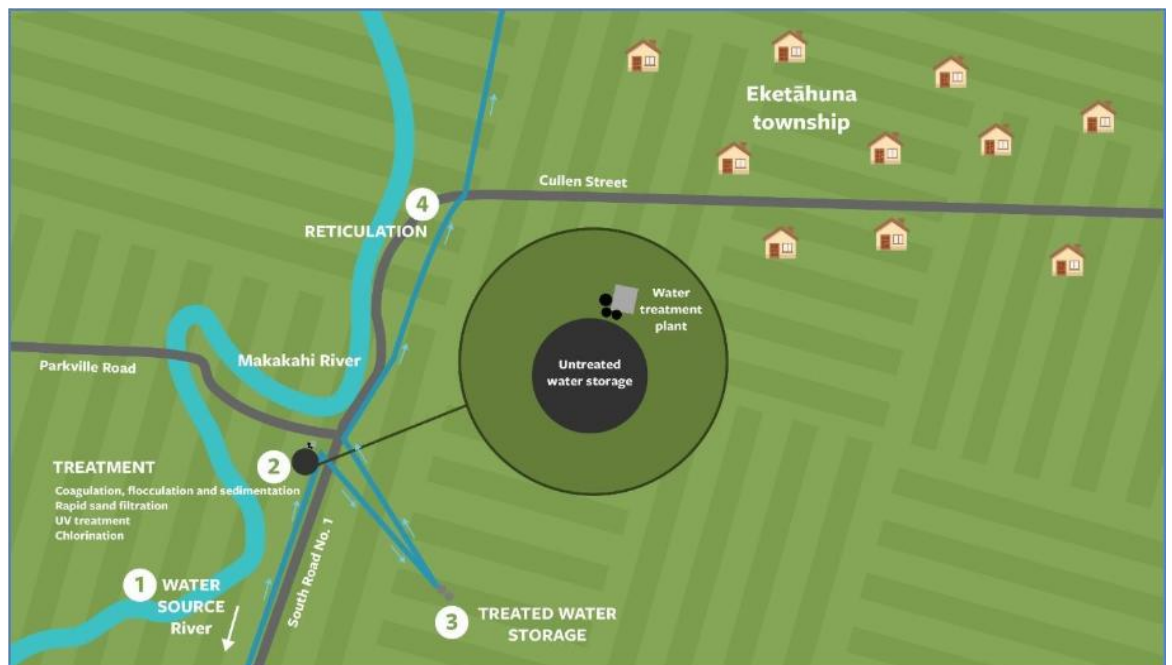 Eketāhuna
township
Cullen Street
4
RETICULATION
Water
treatment
plant
Untreated
water storage
Parkville Road
Makakahi River
2
TREATMENT
Coagulation, flocculation and sedimentation
Rapid sand filtration
UV treatment
Chlorination
South Road No. 1
1
WATER
SOURCE
River
3
TREATED WATER
STORAGE